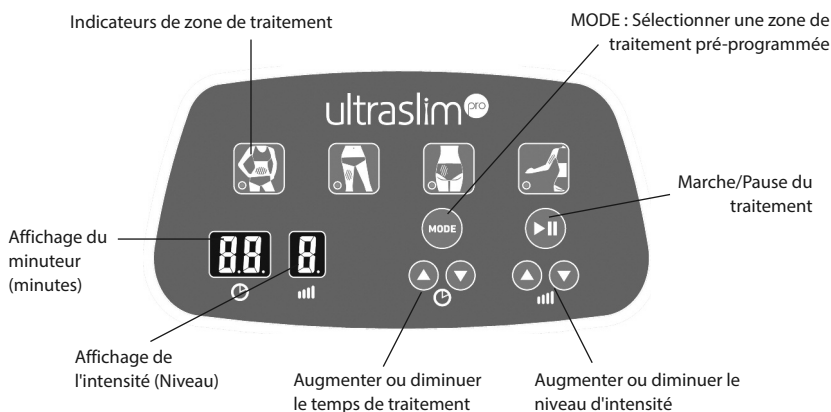 Indicateurs de zone de traitement
MODE : Sélectionner une zone de
traitement pré-programmée
ultraslim pro
Marche/Pause du
traitement
MODE
Affichage du
minuteur
(minutes)
8.8. 8.
Affichage de
l'intensité (Niveau)
Augmenter ou diminuer
le temps de traitement
Augmenter ou diminuer le
niveau d'intensité